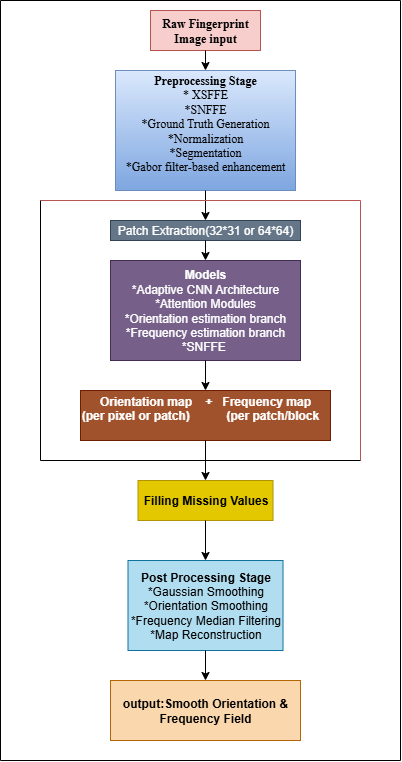 Raw Fingerprint
Image input
Preprocessing Stage
* XSFFE
*SNFFE
*Ground Truth Generation
*Normalization
*Segmentation
*Gabor filter-based enhancement
Patch Extraction(32*31 or 64*64)
Models
*Adaptive CNN Architecture
*Attention Modules
*Orientation estimation branch
*Frequency estimation branch
*SNFFE
Orientation map + Frequency map
(per pixel or patch) (per patch/block
Filling Missing Values
Post Processing Stage
*Gaussian Smoothing
*Orientation Smoothing
*Frequency Median Filtering
*Map Reconstruction
output:Smooth Orientation &
Frequency Field